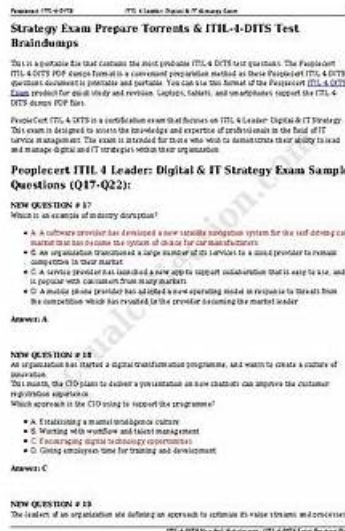 Peoplecert ITIL-4-DITS
ITIL 4 Leader: Digital & IT Strategy Exam
Strategy Exam Prepare Torrents & ITIL-4-DITS Test
Braindumps
This is a portable file that contains the most probable ITIL-4-DITS test questions. The Peoplecert
ITIL-4-DITS PDF dumps format is a convenient preparation method as these Peoplecert ITIL-4-DITS
questions document is printable and portable. You can use this format of the Peoplecert ITIL-4-DITS
Exam product for quick study and revision. Laptops, tablets, and smartphones support the ITIL-4-
DITS dumps PDF files.
PeopleCert ITIL-4-DITS is a certification exam that focuses on ITIL 4 Leader Digital & IT Strategy.
This exam is designed to assess the knowledge and expertise of professionals in the field of IT
service management. The exam is intended for those who wish to demonstrate their ability to lead
and manage digital and IT strategies within their organization.
Peoplecert ITIL 4 Leader: Digital & IT Strategy Exam Sample
Questions (Q17-Q22):
NEW QUESTION # 17
Which is an example of industry disruption?
A. A software provider has developed a new satellite navigation system for the self-driving car
market that has become the system of choice for car manufacturers
B. An organization transitioned a large number of its services to a cloud provider to remain
competitive in their market
C. A service provider has launched a new app to support collaboration that is easy to use, and
is popular with customers from many markets
D. A mobile phone provider has adopted a new operating model in response to threats from
the competition which has resulted in the provider becoming the market leader
Answer: A
NEW QUESTION # 18
An organization has started a digital transformation programme, and wants to create a culture of
innovation.
This month, the CIO plans to deliver a presentation on how chatbots can improve the customer
registration experience
Which approach is the CIO using to support the programme?
A. Establishing a market intelligence culture
B. Working with workflow and talent management
C. Encouraging digital technology opportunities
D. Giving employees time for training and development
Answer: C
NEW QUESTION # 19
The leaders of an organization are defining an approach to optimize its value streams and processes.